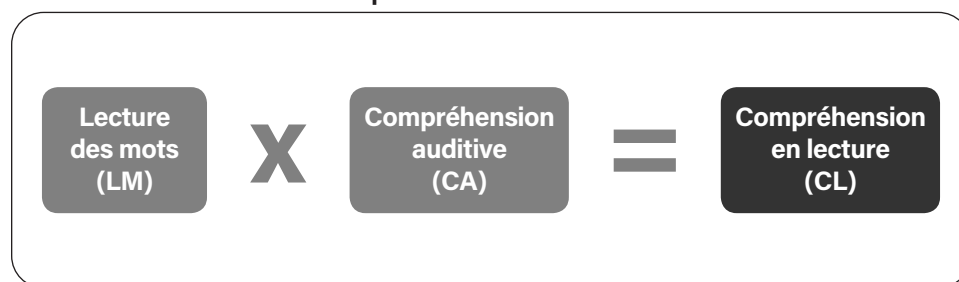 Lecture
des mots
(LM)
X
Compréhension
auditive
(CA)
=
Compréhension
en lecture
(CL)